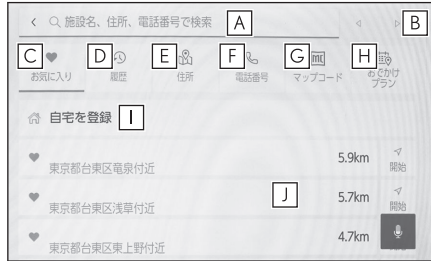 施設名、住所、電話番号で検索 A B
C D E F G H
お気に入り 履歴 住所 電話番号 マップコード おでかけプラン
自宅を登録 I
5.9km
東京都台東区竜泉付近 開始
J 5.7km
東京都台東区浅草付近 開始
4.7km
東京都台東区東上野付近